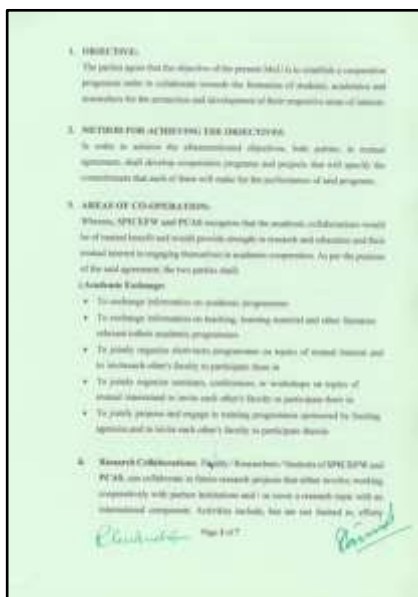 1. OBJECTIVE:
The parties agree that the objective of the present MoU is to establish a cooperation
programme order to collaborate towards the formation of students, academics and
researchers for the promotion and development of their respective areas of interest.
2. METHOD FOR ACHIEVING THE OBJECTIVES:
In order to achieve the aforementioned objectives, both parties, in mutual
agreement, shall develop cooperative programs and projects that will specify the
commitments that each of them will make for the performance of said programs.
3. AREAS OF CO-OPERATION:
Whereas, SPICEFW and PCAS recognize that the academic collaborations would
be of mutual benefit and would provide strength to research and education and their
mutual interest in engaging themselves in academic cooperation. As per the
of the said agreement, the two parties shall:
i. Academic Exchange:
• To exchange information on academic programmes
• To exchange information on teaching, learning material and other literature
relevant academic programmes
• To jointly organize short-term programmes on topics of mutual interest and
to invite each other's faculty to participate there in
• To jointly organize seminars, conferences, or workshops on topics of
mutual interest and to invite each other's faculty to participate there in
• To jointly propose and engage in training programmes sponsored by funding
agencies and to invite each other's faculty to participate therein
ii. Research Collaborations: Faculty / Researchers / Students of SPICEFW and
PCAS, can collaborate in future research projects that either involve, working
cooperatively with partner institutions and / or cover a research topic with an
international component. Activities include, but are not limited to, efforts
Page 3 of 7